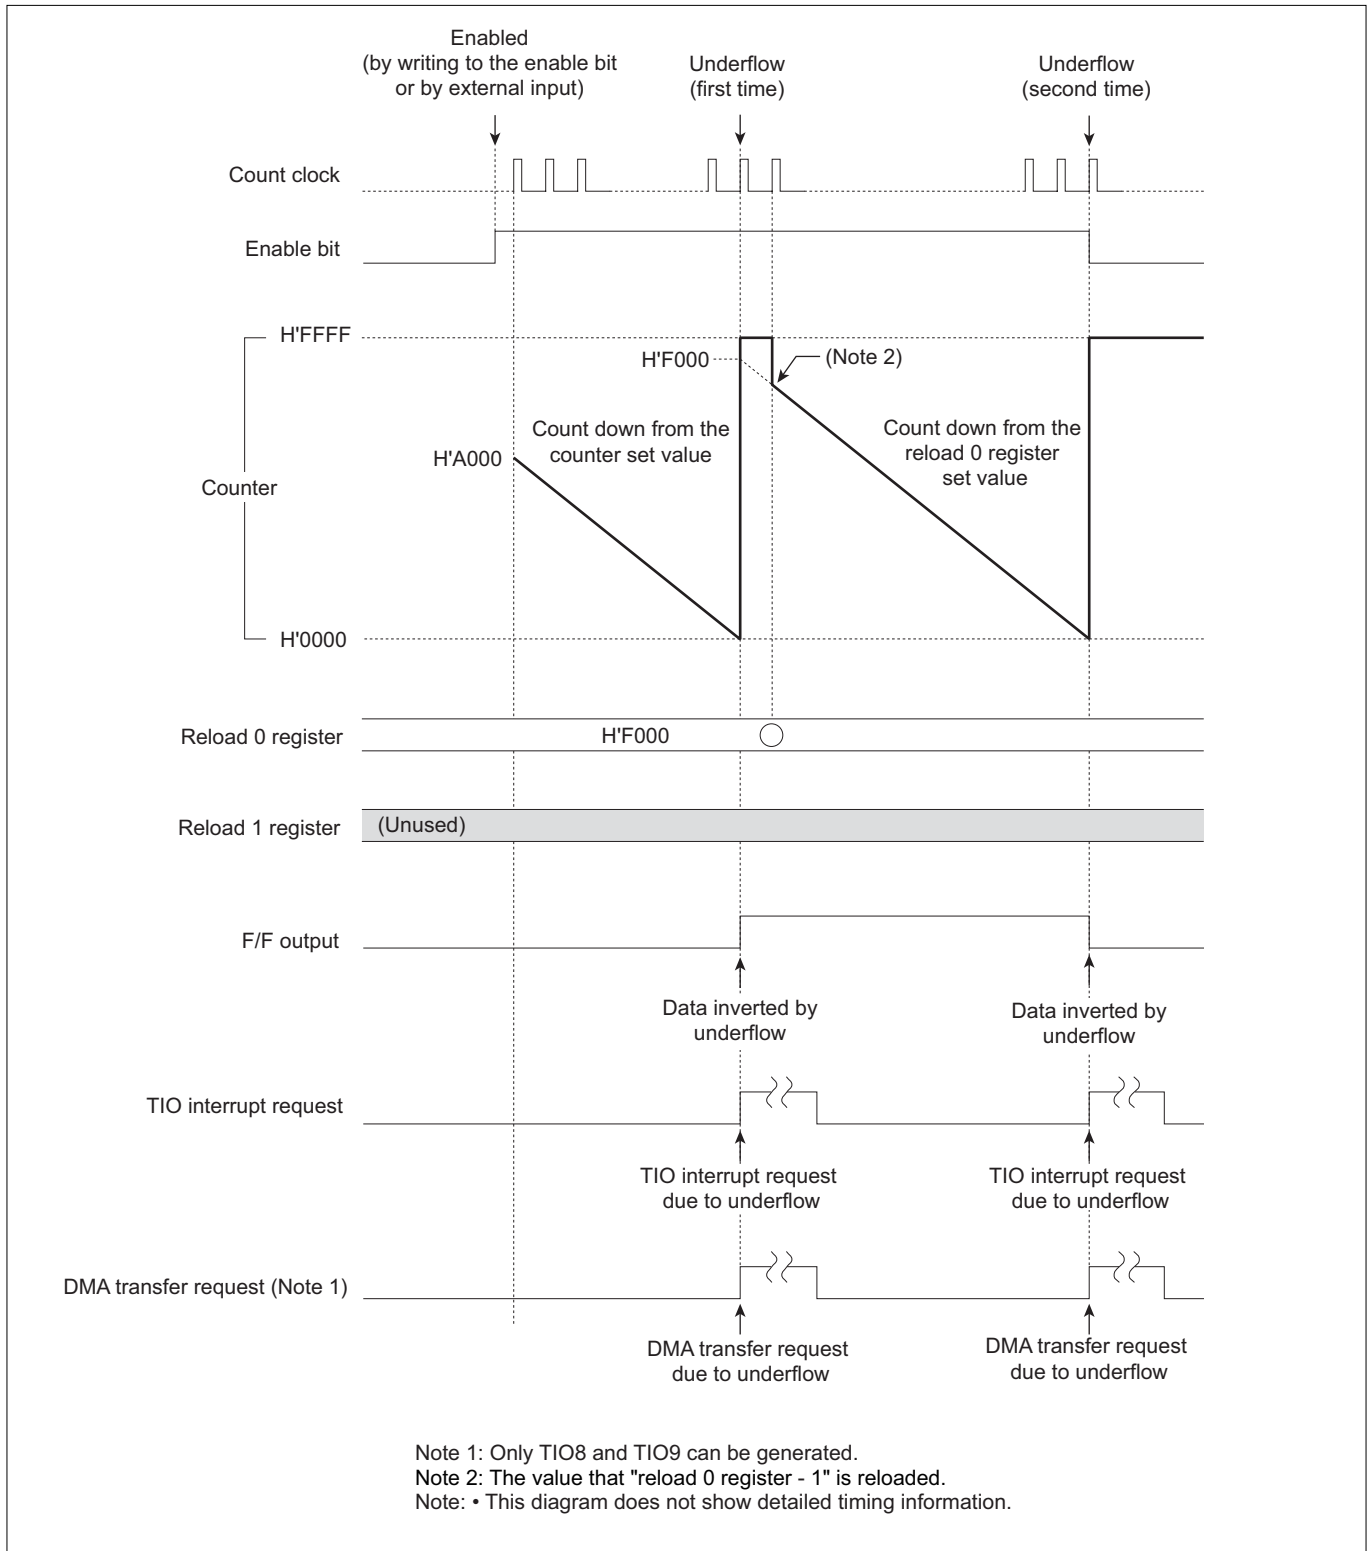 Enabled
(by writing to the enable bit
or by external input)
Underflow
(first time)
Underflow
(second time)
Count clock
Enable bit
H'FFFF
H'F000
(Note 2)
Count down from the
counter set value
Count down from the
reload 0 register
set value
H'A000
Counter
H'0000
Reload 0 register
H'F000
Reload 1 register
(Unused)
F/F output
Data inverted by
underflow
Data inverted by
underflow
TIO interrupt request
TIO interrupt request
due to underflow
TIO interrupt request
due to underflow
DMA transfer request (Note 1)
DMA transfer request
due to underflow
DMA transfer request
due to underflow
Note 1: Only TIO8 and TIO9 can be generated.
Note 2: The value that "reload 0 register - 1" is reloaded.
Note: • This diagram does not show detailed timing information.